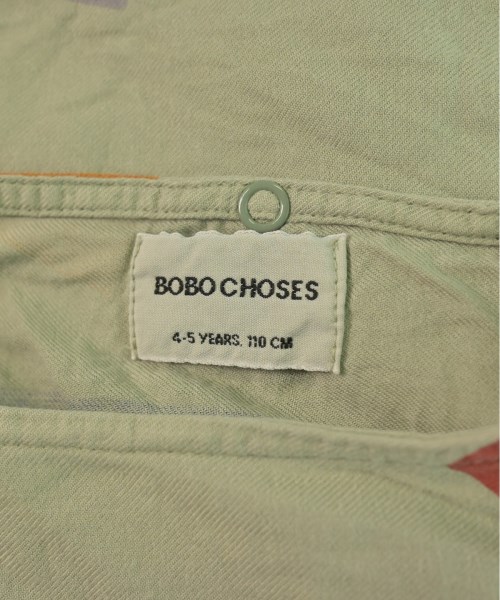 BOBO CHOSES
4-5 YEARS. 110 CM